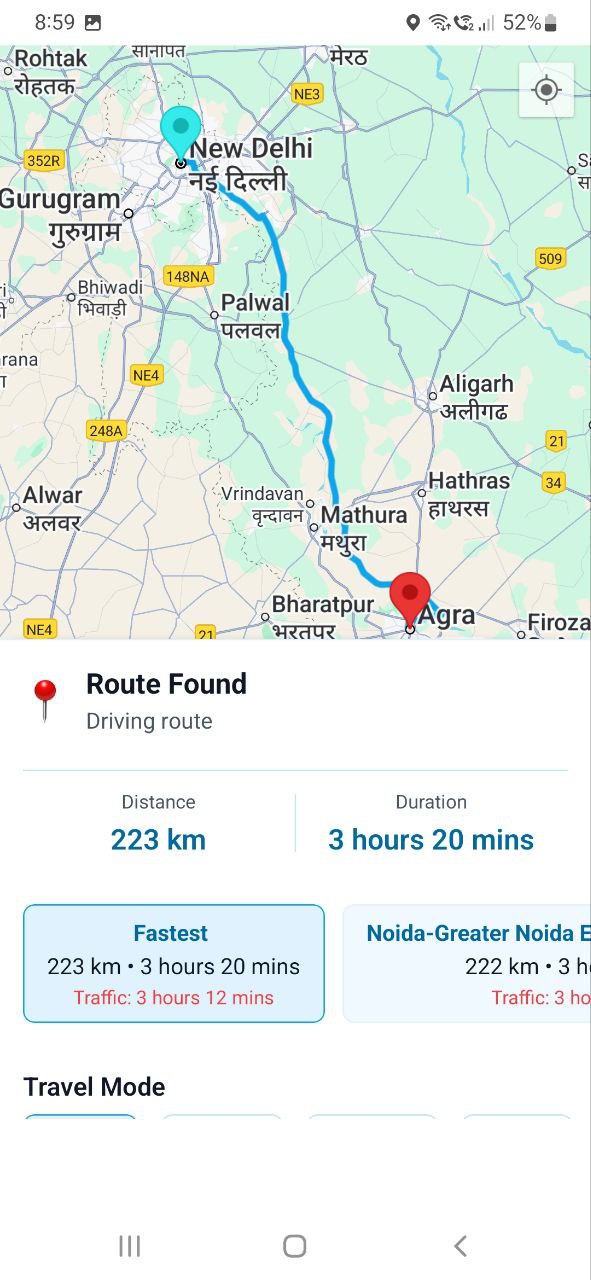 8:59
52%
सोनीपत
Rohtak
रोहतक
मेरठ
NE3
352R
New Delhi
नई दिल्ली
Gurugram
गुरुग्राम
509
148NA
Bhiwadi
भिवाड़ी
Palwal
पलवल
rana
NE4
Aligarh
अलीगढ
248A
21
34
Hathras
हाथरस
Alwar
अलवर
Vrindavan
वृन्दावन
Mathura
मथुरा
Bharatpur
भरतपुर
Agra
Firoza
NE4
21
Route Found
Driving route
Distance
Duration
223 km
3 hours 20 mins
Fastest
Noida-Greater Noida E
223 km • 3 hours 20 mins
222 km • 3 h
Traffic: 3 hours 12 mins
Traffic: 3 ho
Travel Mode